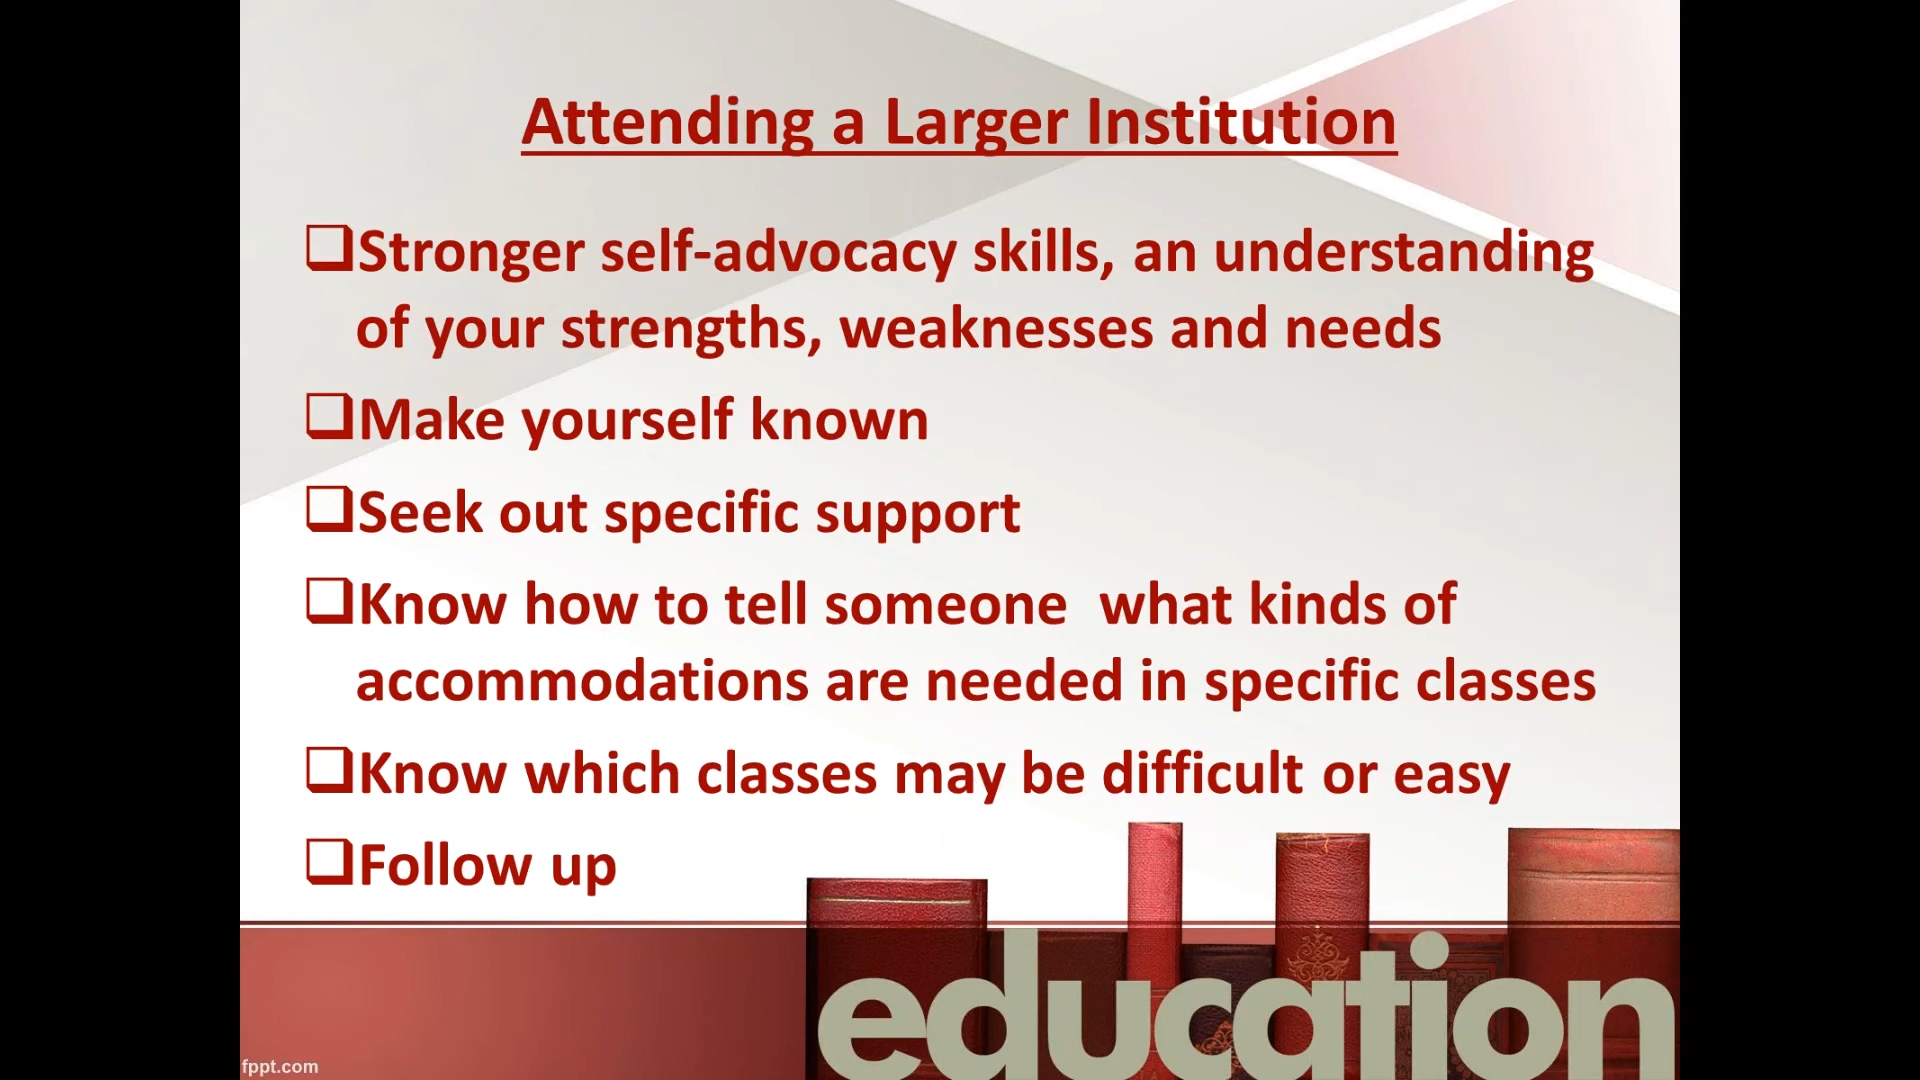 Attending a Larger Institution
❑Stronger self-advocacy skills, an understanding
of your strengths, weaknesses and needs
❑Make yourself known
❑Seek out specific support
❑Know how to tell someone  what kinds of
accommodations are needed in specific classes
❑Know which classes may be difficult or easy
❑Follow up
education
fppt.com